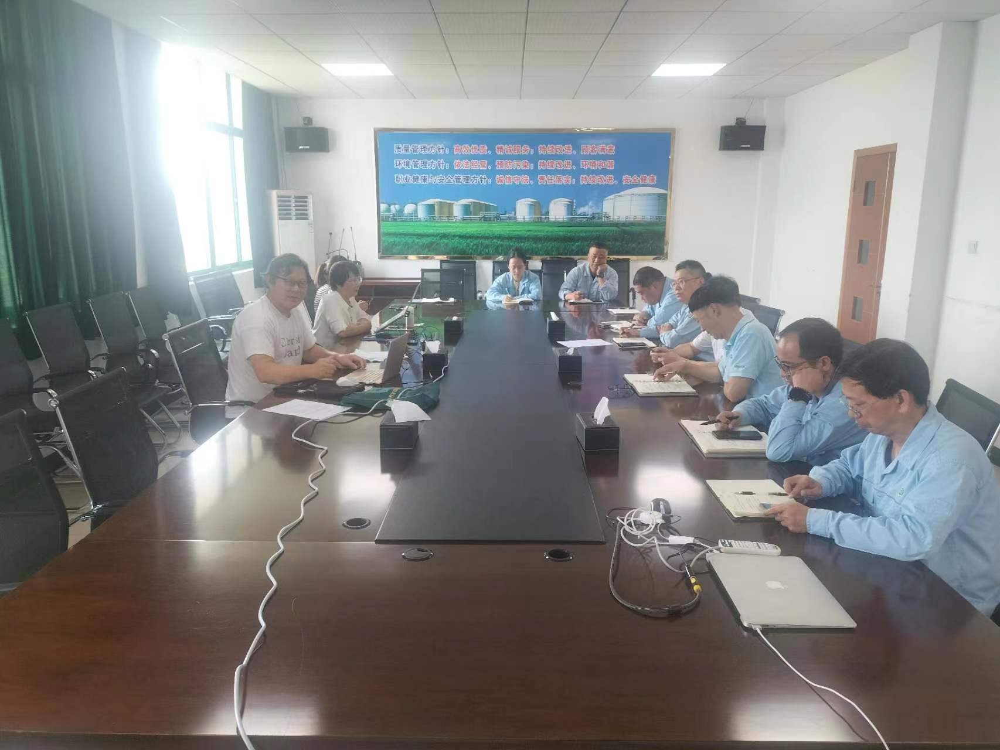 质量管理方针：高效优质、精诚服务；持续改进、顾客满意
环境管理方针：依法经营、预防污染；持续改进、环境和谐
职业健康与安全管理方针：诚信守法、责任落实；持续改进、安全健康